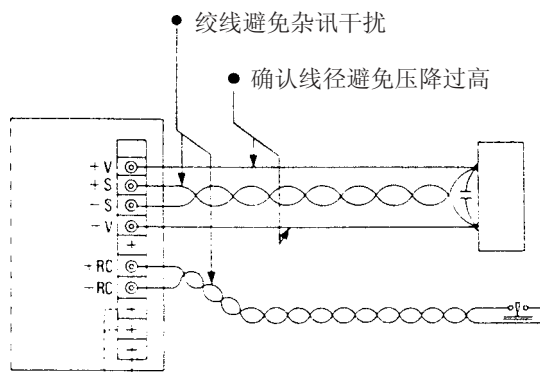 ● 绞线避免杂讯干扰
● 确认线径避免压降过高
+V
+S
-S
-V
+
+RC
-RC
+
+
+